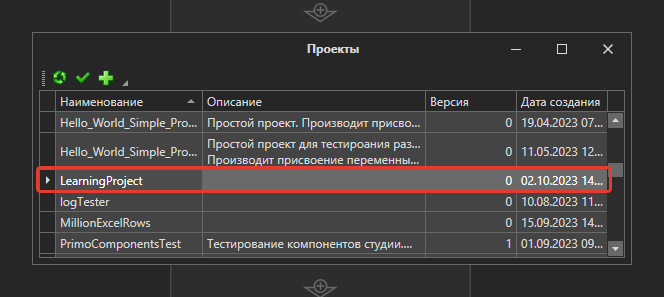 Проекты
Наименование Описание Версия Дата создания
Hello_World_Simple_Pro... Простой проект. Производит присво... 0 19.04.2023 07...
Hello_World_Simple_Pro... Простой проект для тестироания раз... 0 11.05.2023 12...
Производит присвоение переменны...
LearningProject 0 02.10.2023 14...
logTester 0 10.08.2023 11...
MillionExcelRows 0 15.09.2023 14...
PrimoComponentsTest Тестирование компонентов студии.... 1 01.09.2023 09...